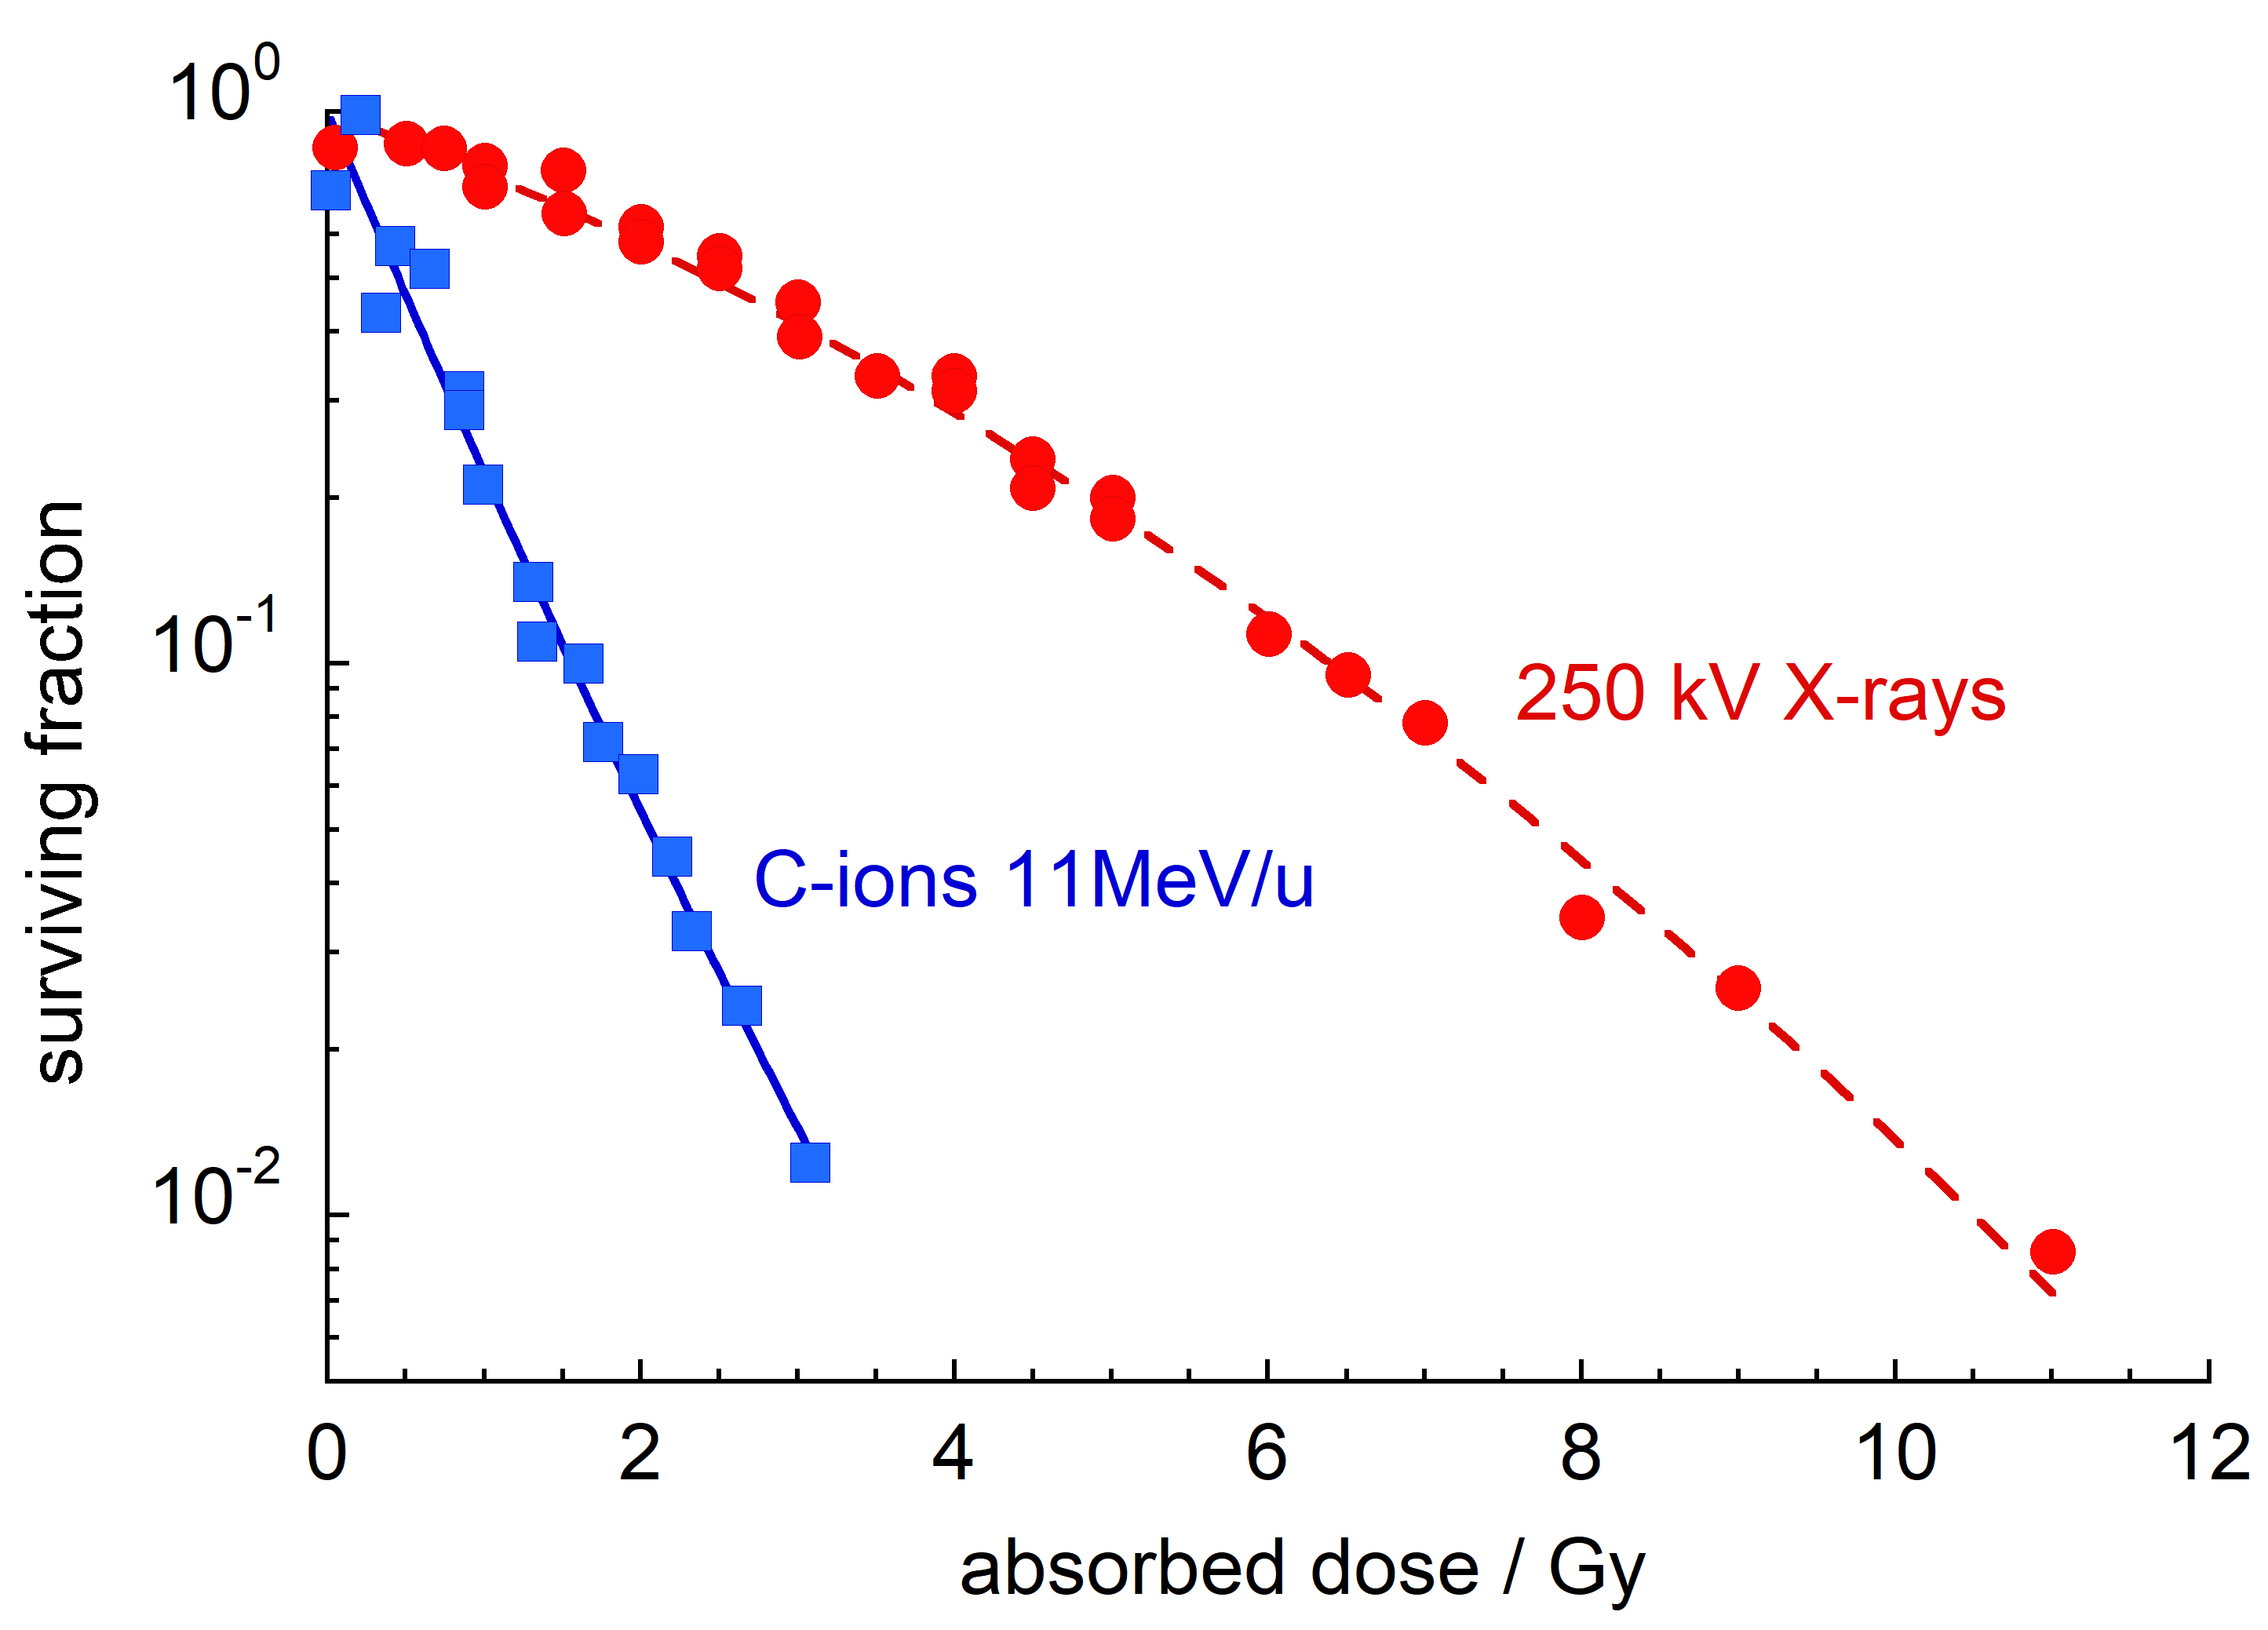 10^0
10^-1
10^-2
surviving fraction
250 kV X-rays
C-ions 11MeV/u
0 2 4 6 8 10 12
absorbed dose / Gy